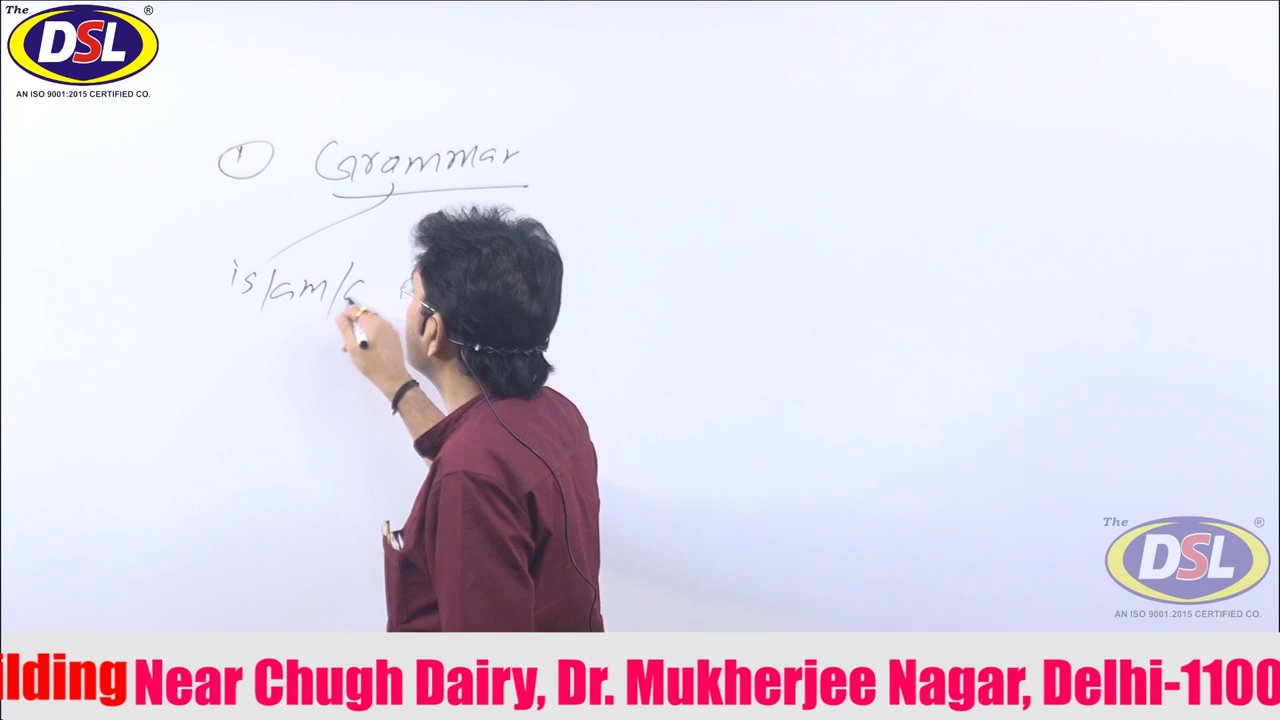 The
DSL ®
AN ISO 9001:2015 CERTIFIED CO.
① Grammar
is/am/a
The
DSL ®
AN ISO 9001:2015 CERTIFIED CO.
ilding Near Chugh Dairy, Dr. Mukherjee Nagar, Delhi-1100